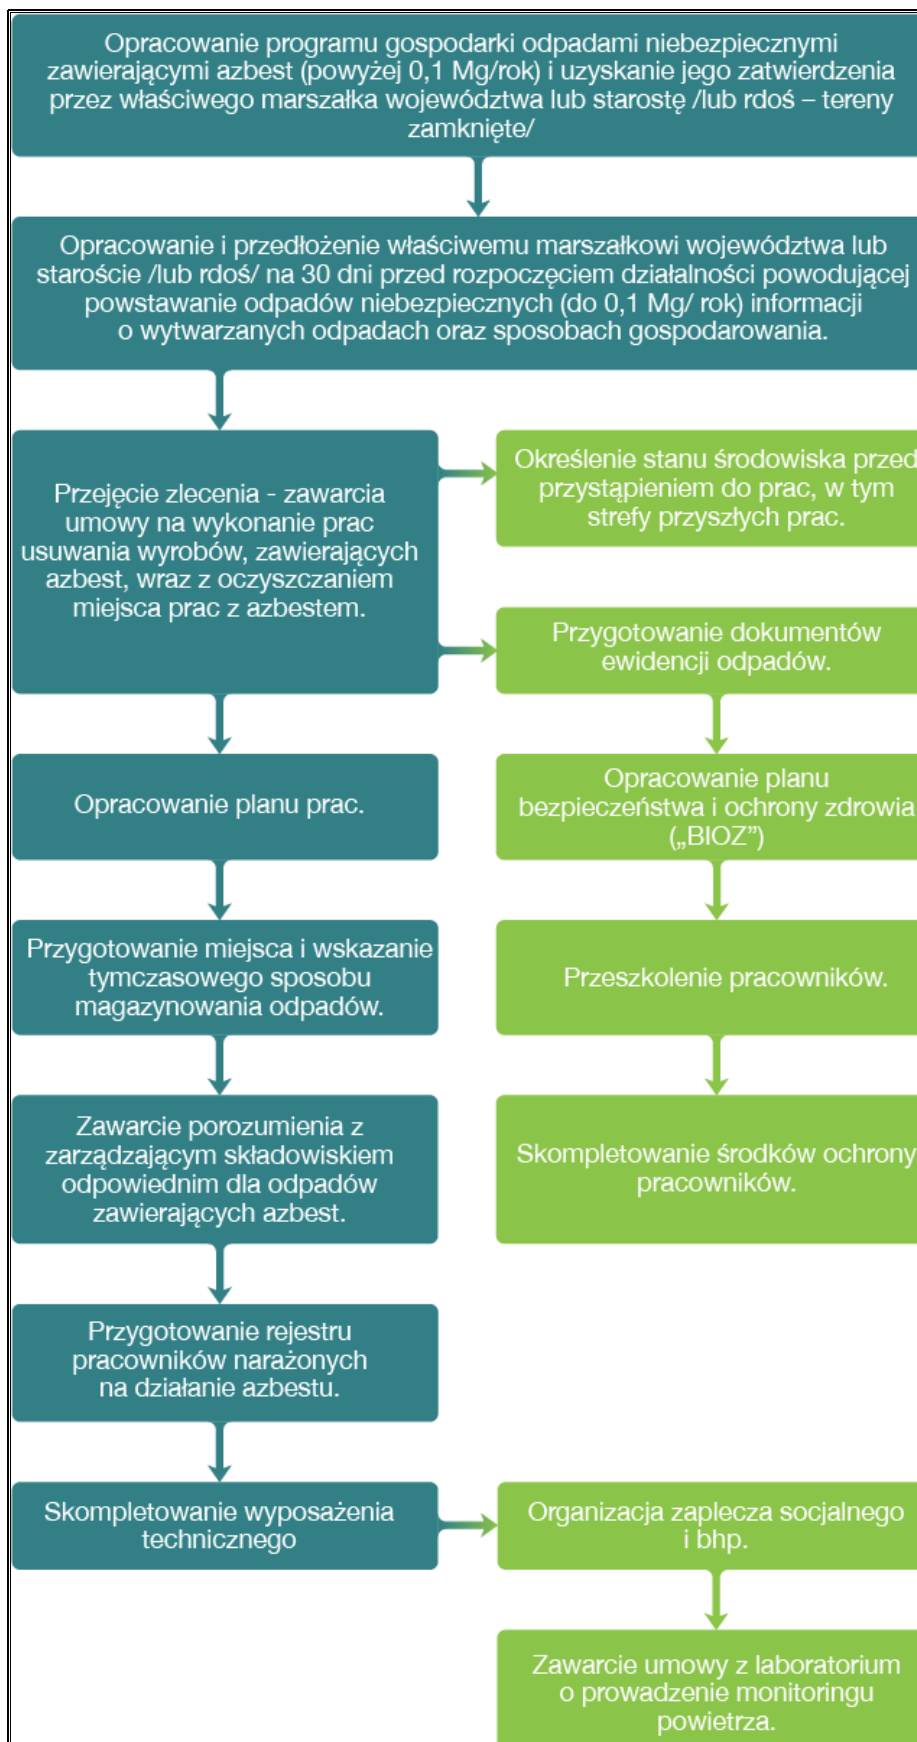 Opracowanie programu gospodarki odpadami niebezpiecznymi
zawierającymi azbest (powyżej 0,1 Mg/rok) i uzyskanie jego zatwierdzenia
przez właściwego marszałka województwa lub starostę /lub rdoś – tereny
zamknięte/
Opracowanie i przedłożenie właściwemu marszałkowi województwa lub
staroście /lub rdoś/ na 30 dni przed rozpoczęciem działalności powodującej
powstawanie odpadów niebezpiecznych (do 0,1 Mg/ rok) informacji
o wytwarzanych odpadach oraz sposobach gospodarowania.
Przejęcie zlecenia - zawarcia
umowy na wykonanie prac
usuwania wyrobów, zawierających
azbest, wraz z oczyszczaniem
miejsca prac z azbestem.
Określenie stanu środowiska przed
przystąpieniem do prac, w tym
strefy przyszłych prac.
Przygotowanie dokumentów
ewidencji odpadów.
Opracowanie planu prac.
Opracowanie planu
bezpieczeństwa i ochrony zdrowia
(„BIOZ”)
Przygotowanie miejsca i wskazanie
tymczasowego sposobu
magazynowania odpadów.
Przeszkolenie pracowników.
Zawarcie porozumienia z
zarządzającym składowiskiem
odpowiednim dla odpadów
zawierających azbest.
Skompletowanie środków ochrony
pracowników.
Przygotowanie rejestru
pracowników narażonych
na działanie azbestu.
Skompletowanie wyposażenia
technicznego
Organizacja zaplecza socjalnego
i bhp.
Zawarcie umowy z laboratorium
o prowadzenie monitoringu
powietrza.